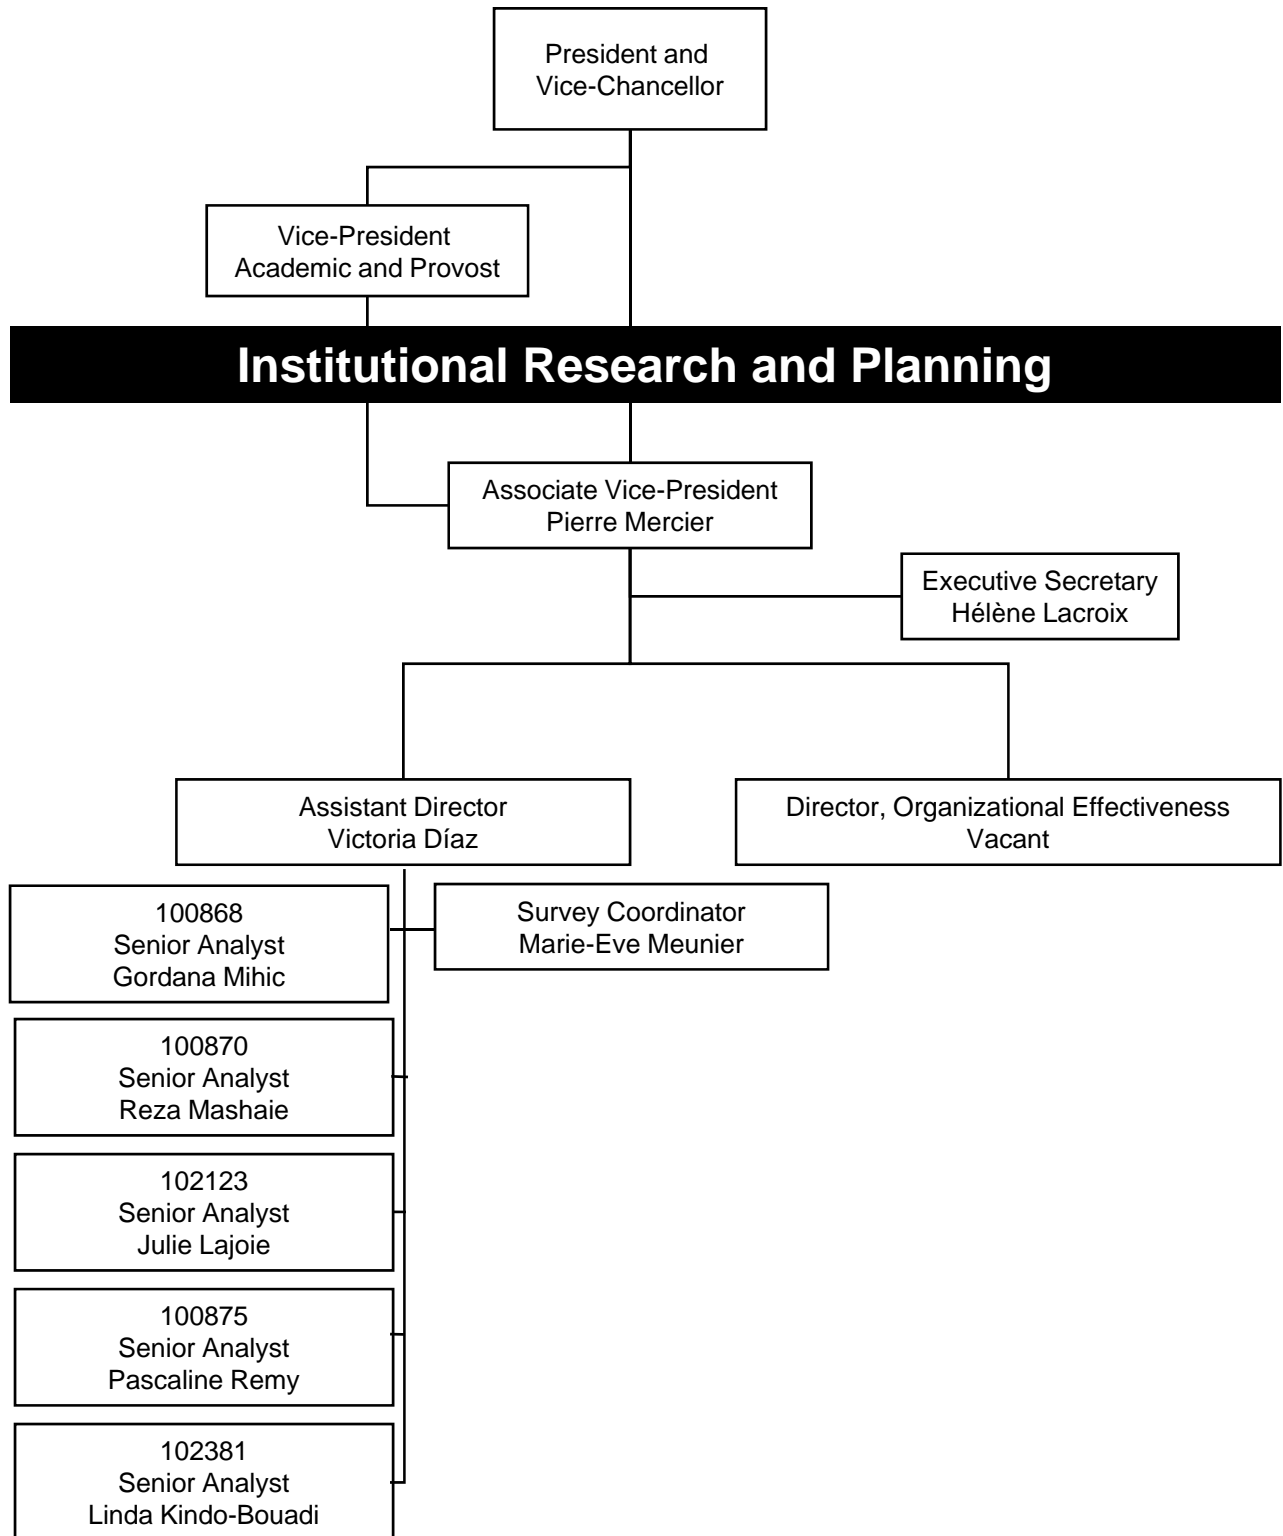 President and
Vice-Chancellor
Vice-President
Academic and Provost
Institutional Research and Planning
Associate Vice-President
Pierre Mercier
Executive Secretary
Hélène Lacroix
Assistant Director
Victoria Díaz
Director, Organizational Effectiveness
Vacant
100868
Senior Analyst
Gordana Mihic
Survey Coordinator
Marie-Eve Meunier
100870
Senior Analyst
Reza Mashaie
102123
Senior Analyst
Julie Lajoie
100875
Senior Analyst
Pascaline Remy
102381
Senior Analyst
Linda Kindo-Bouadi